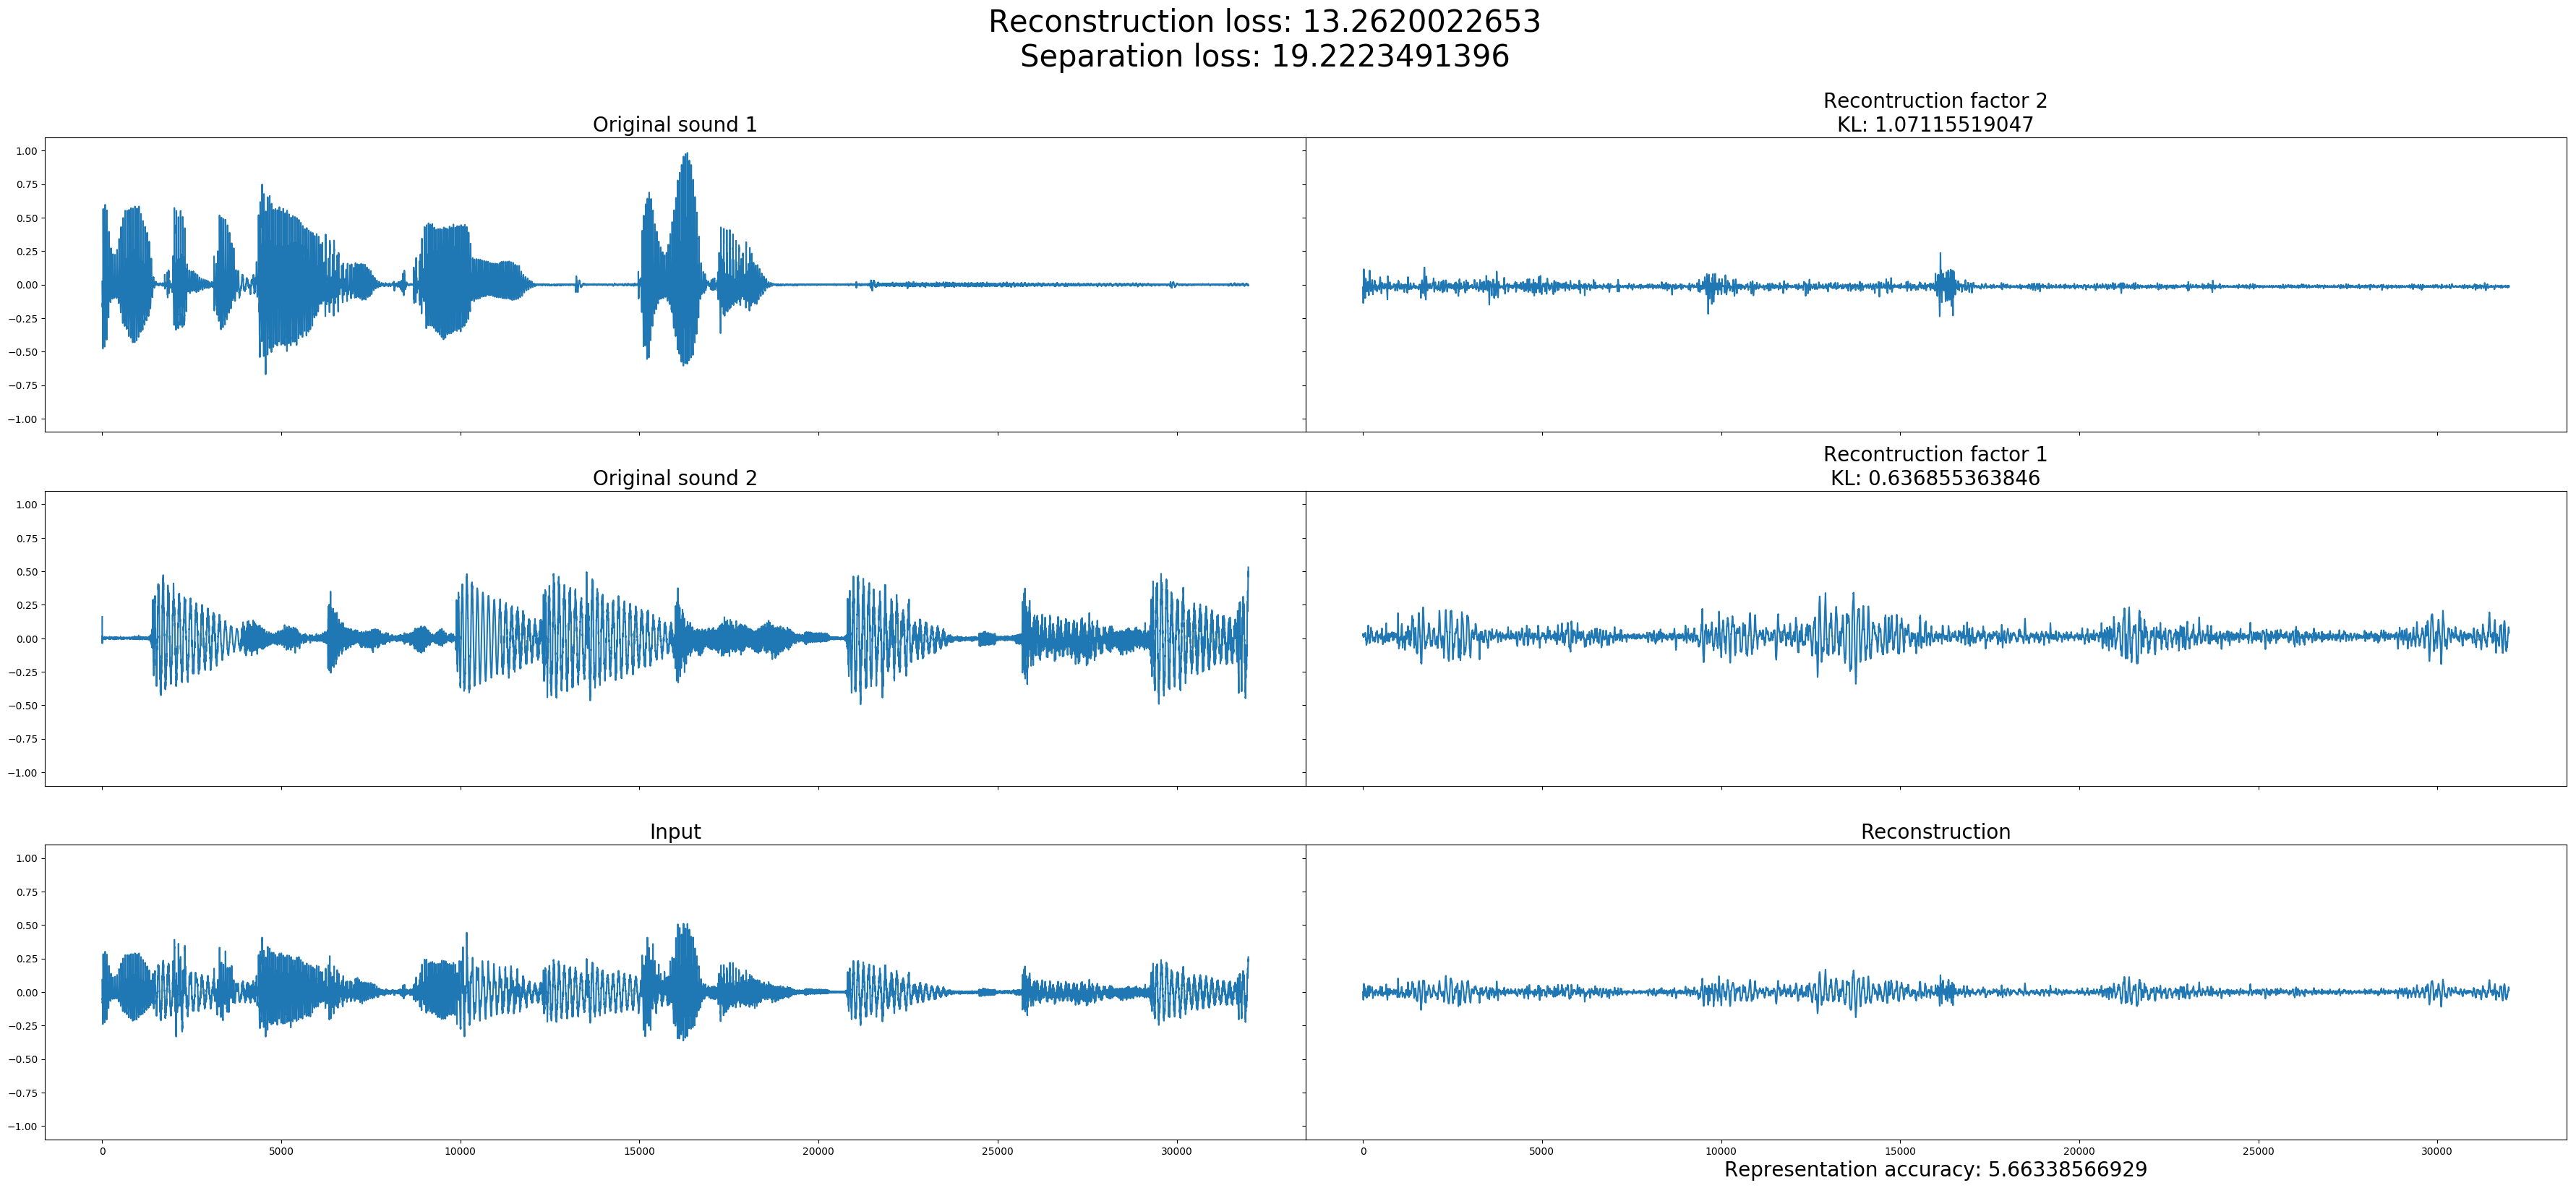 Reconstruction loss: 13.2620022653
Separation loss: 19.2223491396
Original sound 1
Recontruction factor 2
KL: 1.07115519047
1.00
0.75
0.50
0.25
0.00
−0.25
−0.50
−0.75
−1.00
Original sound 2
Recontruction factor 1
KL: 0.636855363846
1.00
0.75
0.50
0.25
0.00
−0.25
−0.50
−0.75
−1.00
Input
Reconstruction
1.00
0.75
0.50
0.25
0.00
−0.25
−0.50
−0.75
−1.00
0 5000 10000 15000 20000 25000 30000
0 5000 10000 15000 20000 25000 30000
Representation accuracy: 5.66338566929